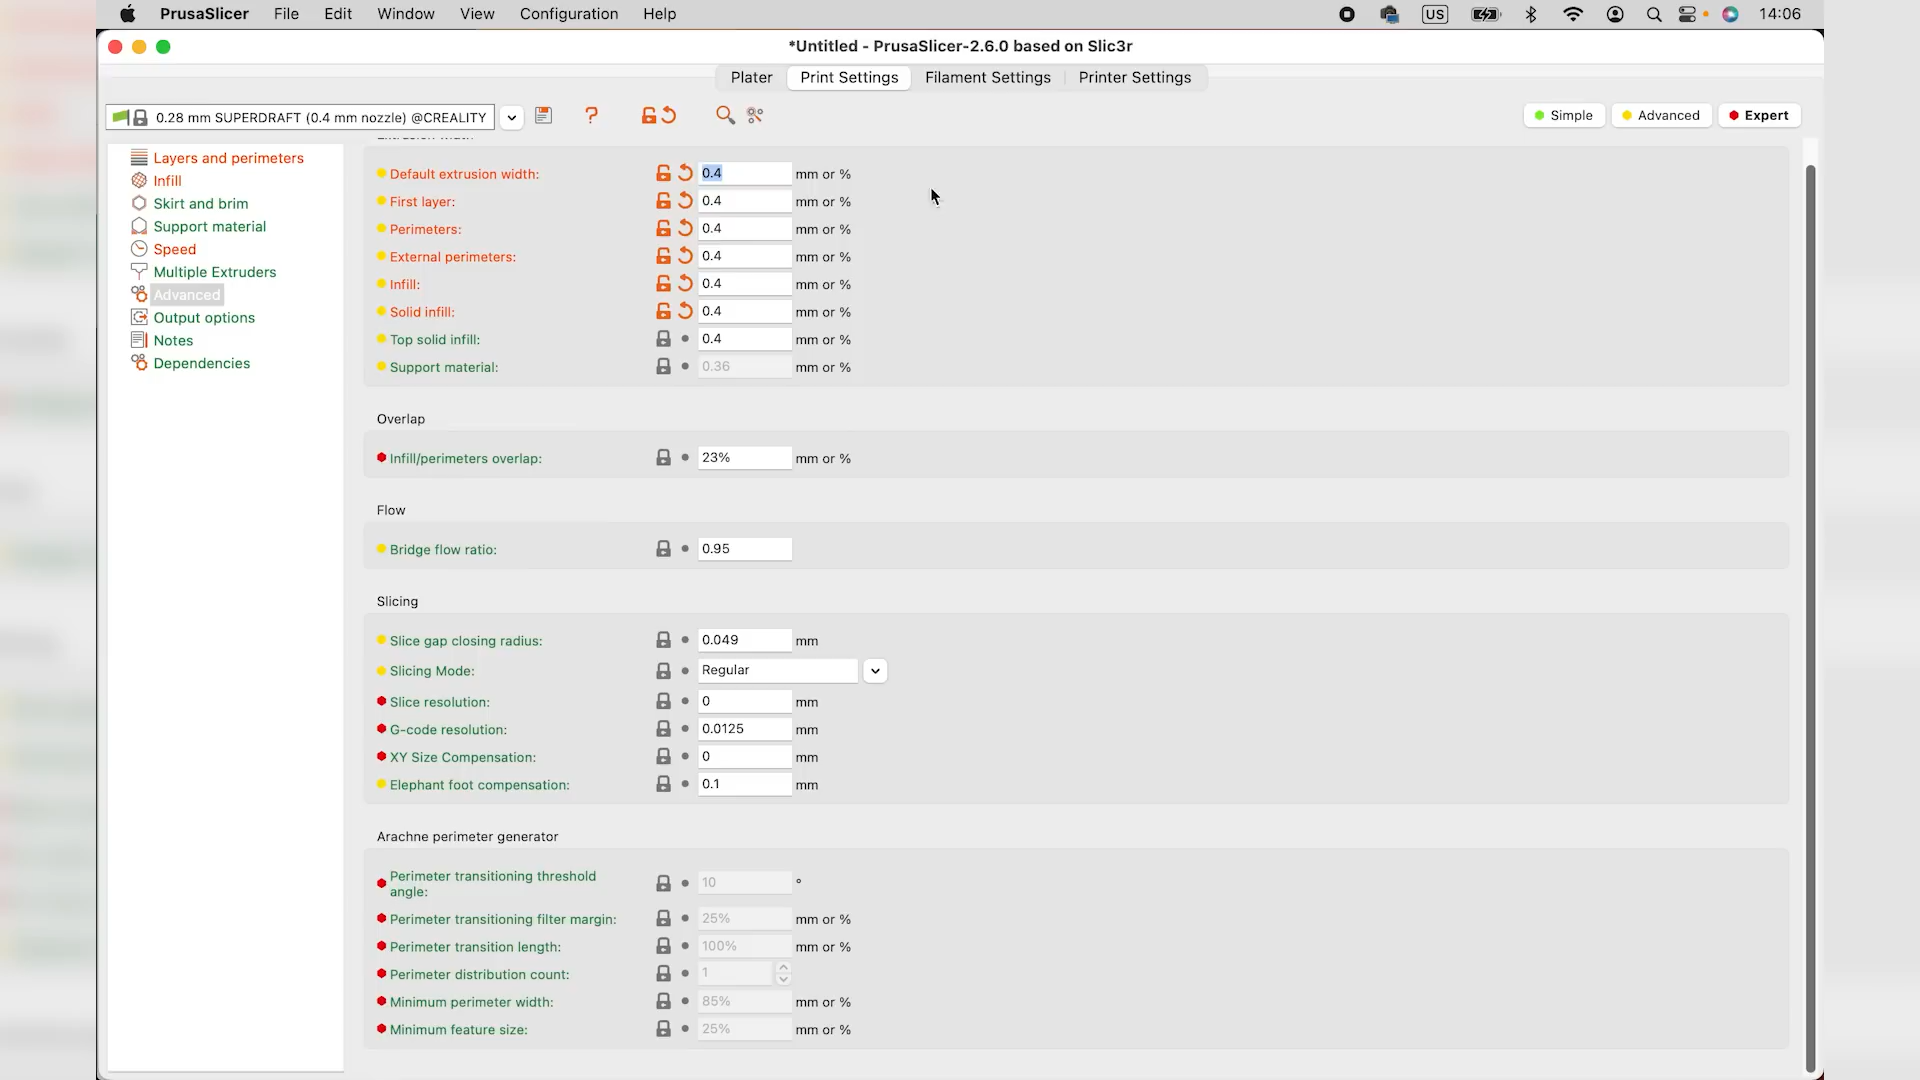 PrusaSlicer File Edit Window View Configuration Help US 14:06
*Untitled - PrusaSlicer-2.6.0 based on Slic3r
Plater Print Settings Filament Settings Printer Settings
0.28 mm SUPERDRAFT (0.4 mm nozzle) @CREALITY ? Simple Advanced Expert
Layers and perimeters
Infill
Skirt and brim
Support material
Speed
Multiple Extruders
Advanced
Output options
Notes
Dependencies
Default extrusion width: 0.4 mm or %
First layer: 0.4 mm or %
Perimeters: 0.4 mm or %
External perimeters: 0.4 mm or %
Infill: 0.4 mm or %
Solid infill: 0.4 mm or %
Top solid infill: 0.4 mm or %
Support material: 0.36 mm or %
Overlap
Infill/perimeters overlap: 23% mm or %
Flow
Bridge flow ratio: 0.95
Slicing
Slice gap closing radius: 0.049 mm
Slicing Mode: Regular
Slice resolution: 0 mm
G-code resolution: 0.0125 mm
XY Size Compensation: 0 mm
Elephant foot compensation: 0.1 mm
Arachne perimeter generator
Perimeter transitioning threshold
angle: 10 °
Perimeter transitioning filter margin: 25% mm or %
Perimeter transition length: 100% mm or %
Perimeter distribution count: 1
Minimum perimeter width: 85% mm or %
Minimum feature size: 25% mm or %